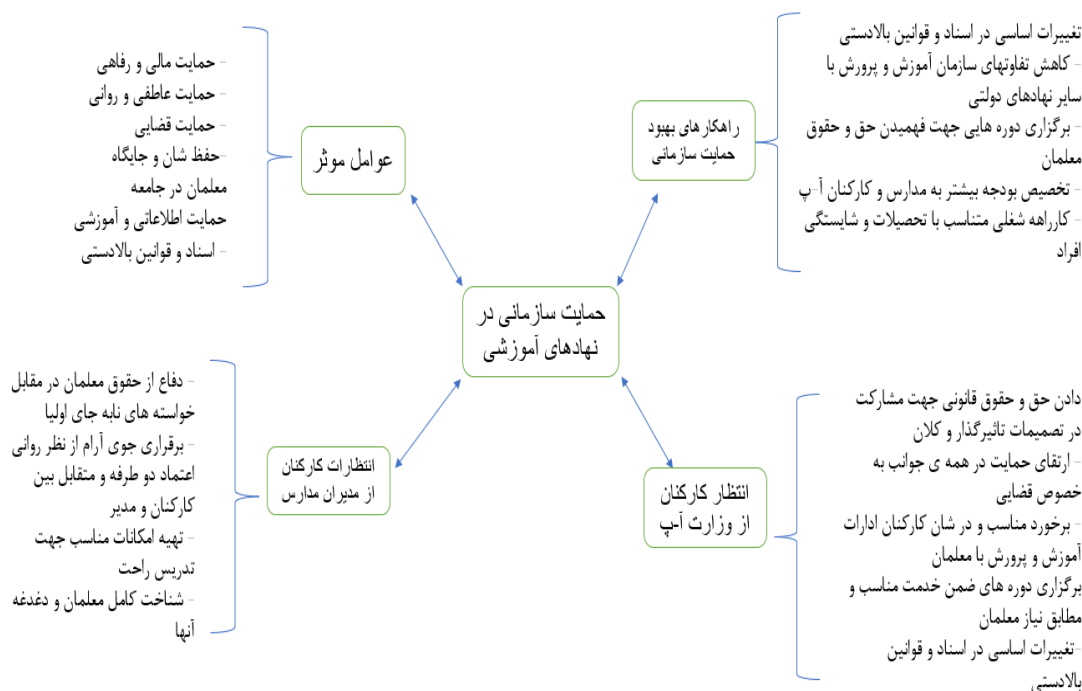 تغییرات اساسی در اسناد و قوانین بالادستی
- کاهش تفاوتهای سازمان آموزش و پرورش با
سایر نهادهای دولتی
- برگزاری دوره هایی جهت فهمیدن حق و حقوق
معلمان
- تخصیص بودجه بیشتر به مدارس و کارکنان آ-پ
- کارراهه شغلی متناسب با تحصیلات و شایستگی
افراد
راهکارهای بهبود
حمایت سازمانی
عوامل موثر
- حمایت مالی و رفاهی
- حمایت عاطفی و روانی
- حمایت قضایی
-حفظ شان و جایگاه
معلمان در جامعه
حمایت اطلاعاتی و آموزشی
- اسناد و قوانین بالادستی
حمایت سازمانی در
نهادهای آموزشی
دادن حق و حقوق قانونی جهت مشارکت
در تصمیمات تاثیرگذار و کلان
- ارتقای حمایت در همه ی جوانب به
خصوص قضایی
- برخورد مناسب و در شان کارکنان ادارات
آموزش و پرورش با معلمان
برگزاری دوره های ضمن خدمت مناسب و
مطابق نیاز معلمان
-تغییرات اساسی در اسناد و قوانین
بالادستی
انتظار کارکنان
از وزارت آ-پ
انتظارات کارکنان
از مدیران مدارس
- دفاع از حقوق معلمان در مقابل
خواسته های نابه جای اولیا
- برقراری جوی آرام از نظر روانی
اعتماد دو طرفه و متقابل بین
کارکنان و مدیر
- تهیه امکانات مناسب جهت
تدریس راحت
- شناخت کامل معلمان و دغدغه
آنها